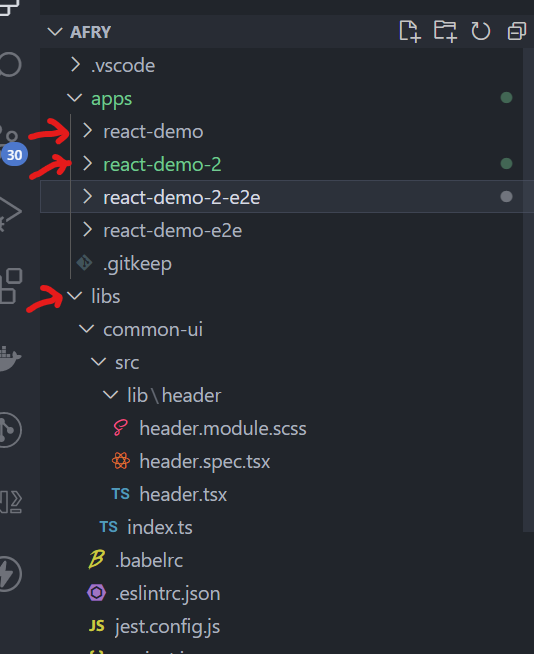 AFRY
.vscode
apps
react-demo
30
react-demo-2
react-demo-2-e2e
react-demo-e2e
.gitkeep
libs
common-ui
src
lib\header
header.module.scss
header.spec.tsx
TS header.tsx
TS index.ts
.babelrc
.eslintrc.json
JS jest.config.js